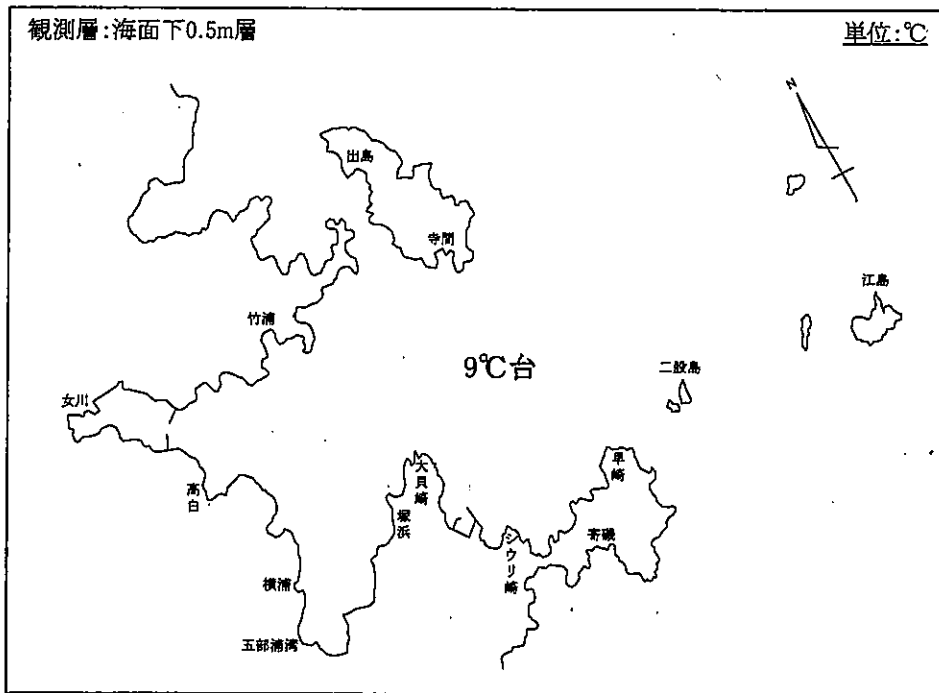 観測層:海面下0.5m層
単位:℃
N
出島
寺間
江島
竹浦
9℃台
二股島
女川
大貝崎
早崎
高白
塚浜
シウリ崎
寄磯
横浦
五部浦湾